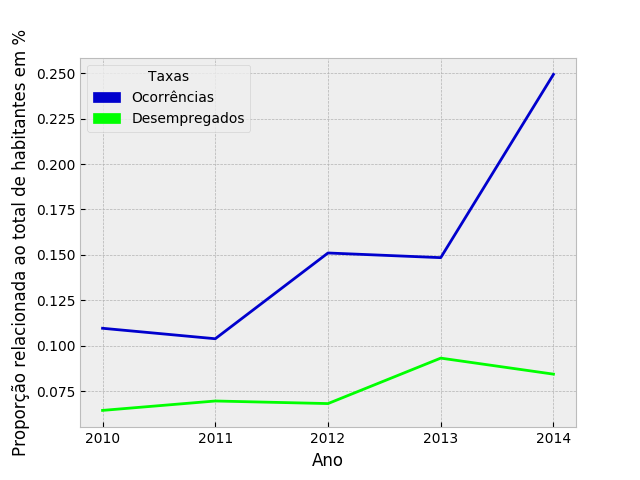 Proporção relacionada ao total de habitantes em %
0.250
0.225
0.200
0.175
0.150
0.125
0.100
0.075
Taxas
Ocorrências
Desempregados
2010 2011 2012 2013 2014
Ano